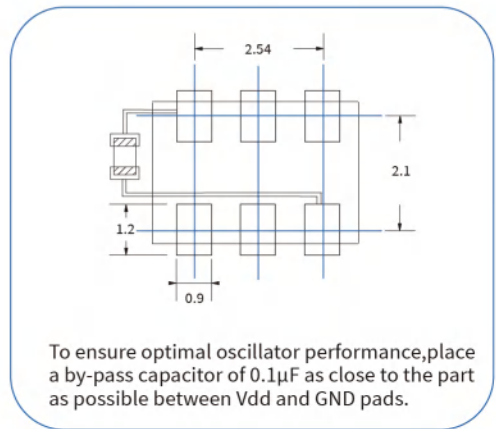 2.54
2.1
1.2
0.9
To ensure optimal oscillator performance,place
a by-pass capacitor of 0.1μF as close to the part
as possible between Vdd and GND pads.